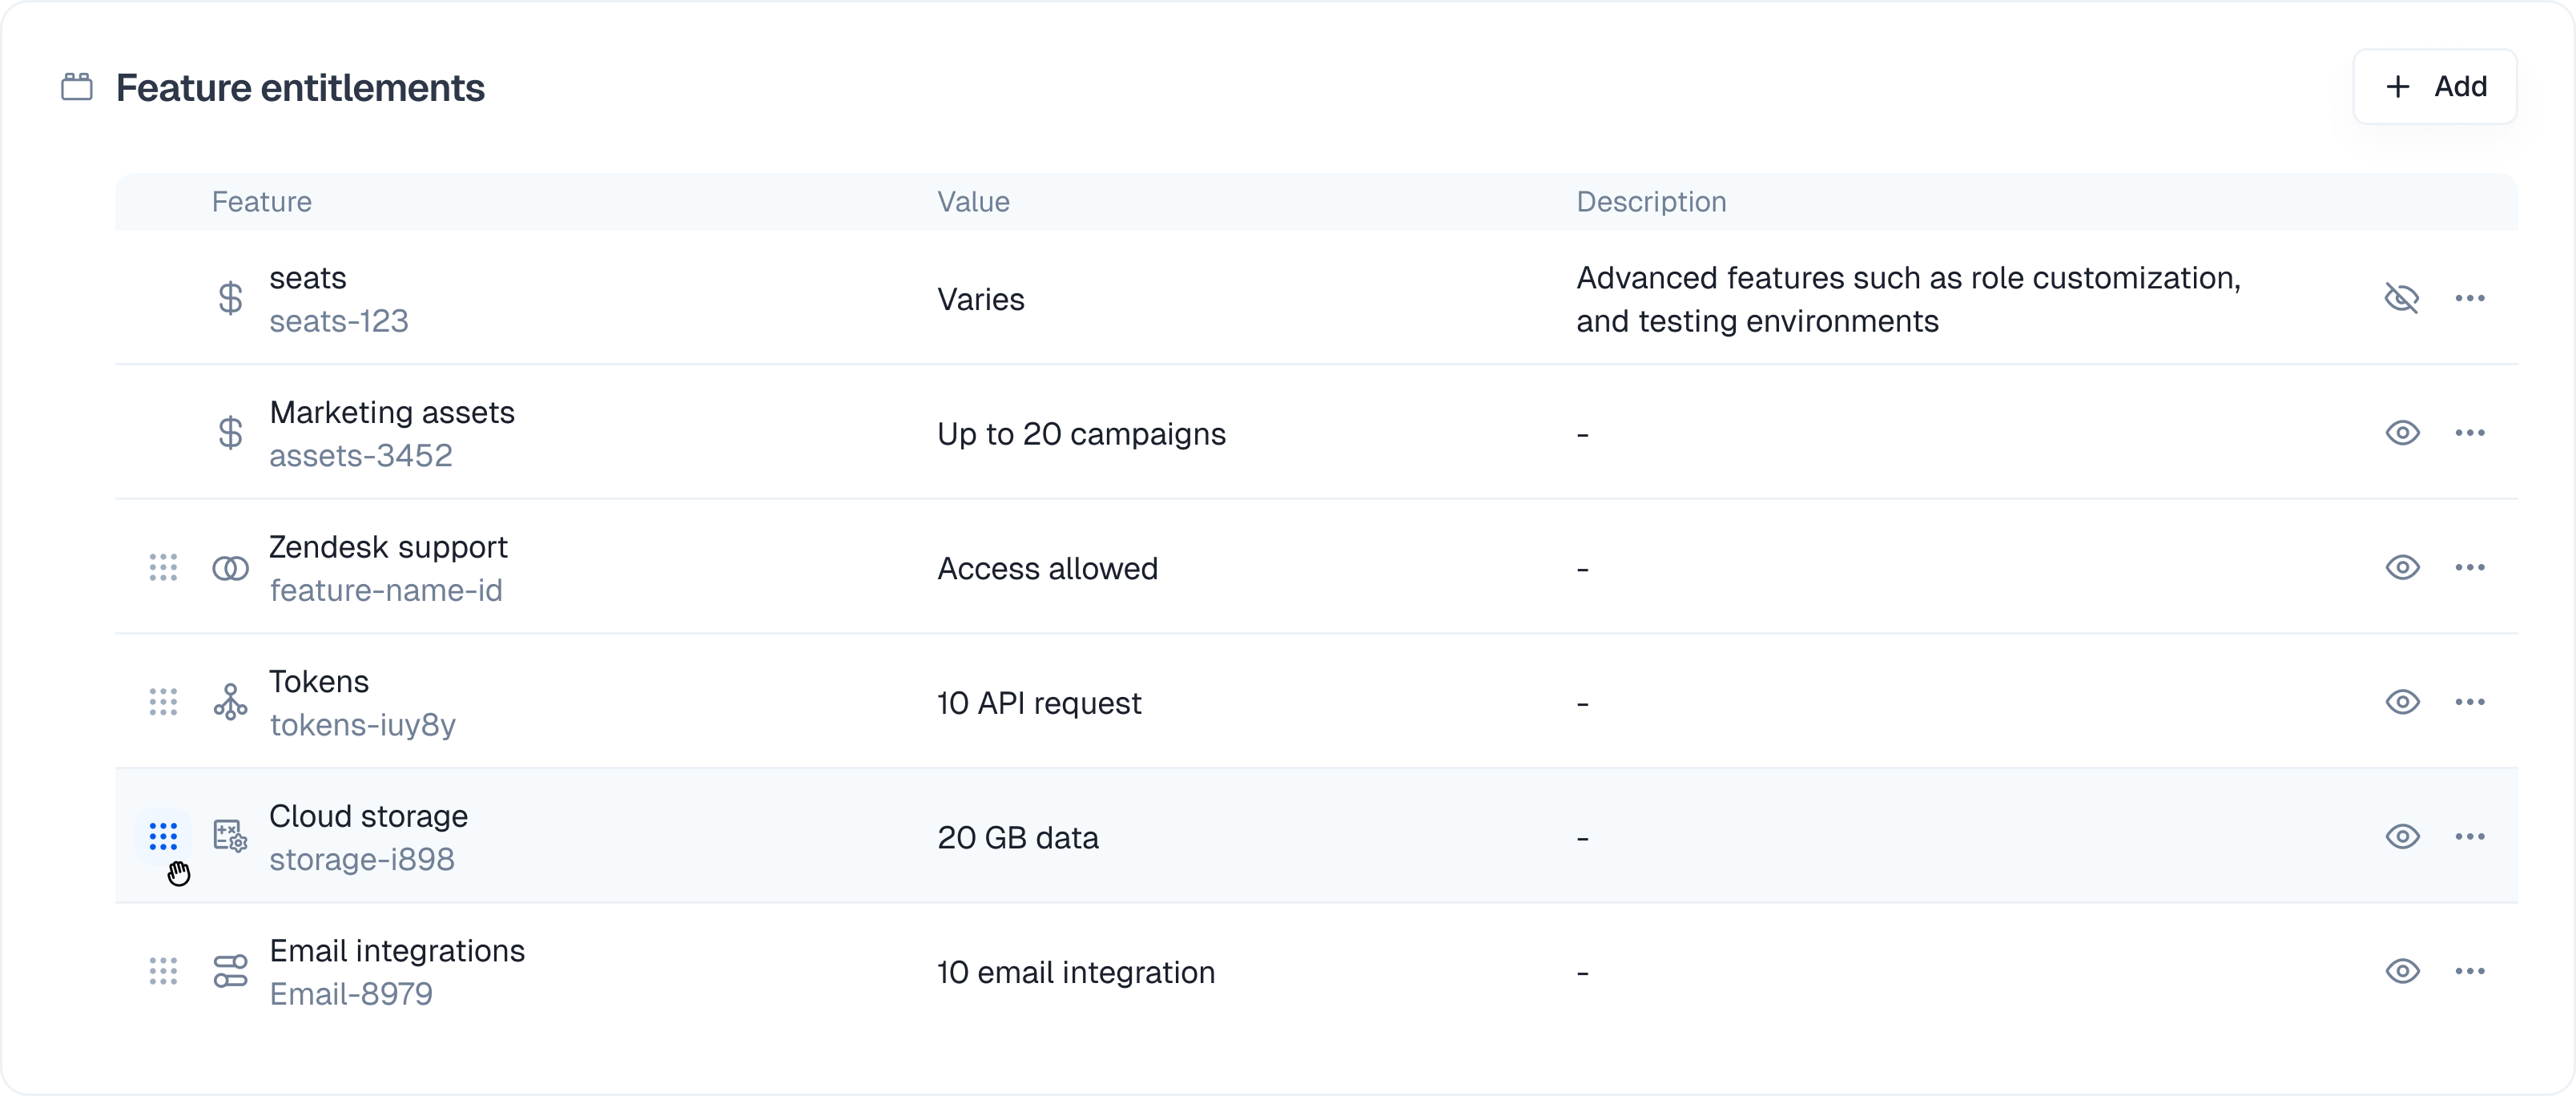 Feature entitlements
Add
Feature Value Description
seats
seats-123
Varies
Advanced features such as role customization,
and testing environments
Marketing assets
assets-3452
Up to 20 campaigns
-
Zendesk support
feature-name-id
Access allowed
-
Tokens
tokens-iuy8y
10 API request
-
Cloud storage
storage-i898
20 GB data
-
Email integrations
Email-8979
10 email integration
-